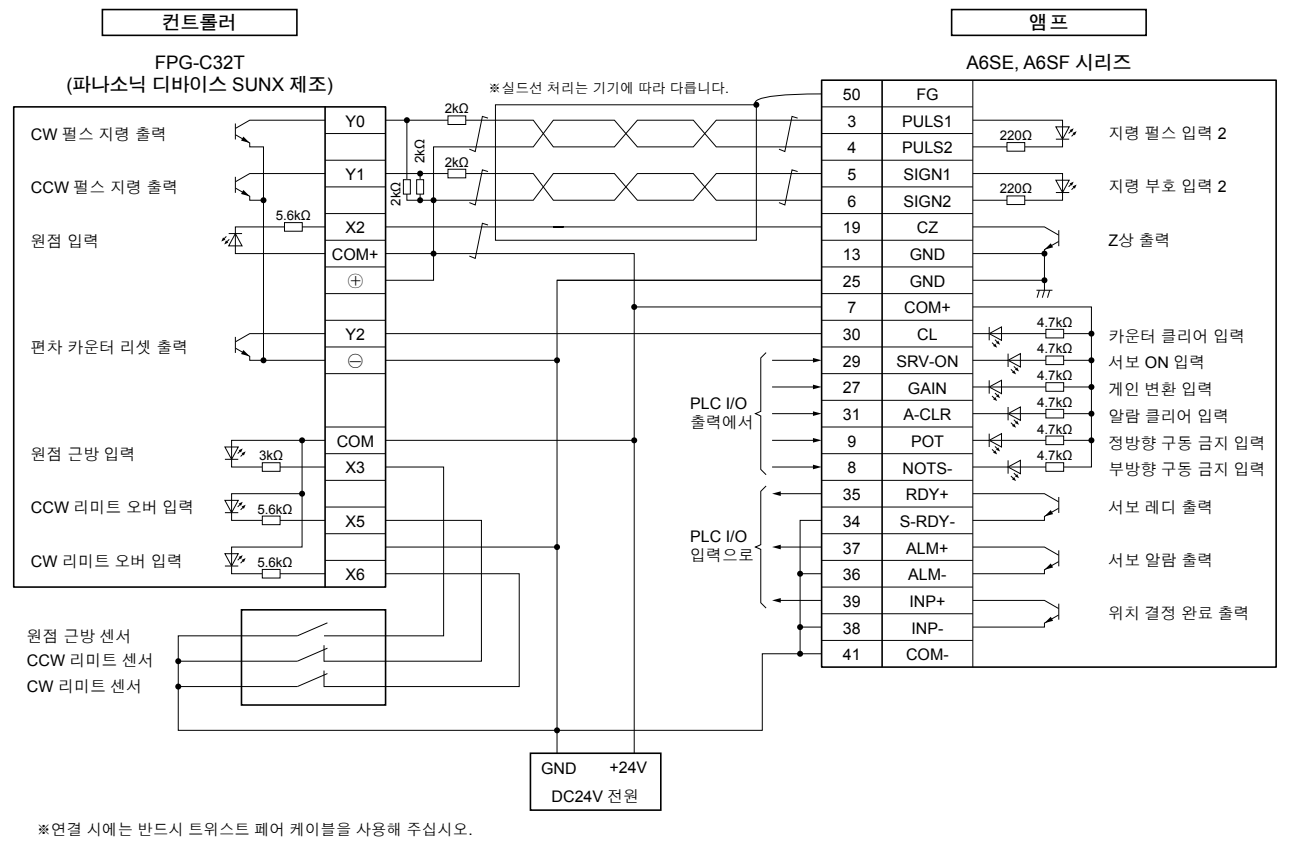 컨트롤러
앰프
FPG-C32T
(파나소닉 디바이스 SUNX 제조)
A6SE, A6SF 시리즈
※실드선 처리는 기기에 따라 다릅니다.
CW 펄스 지령 출력
CCW 펄스 지령 출력
원점 입력
5.6kΩ
편차 카운터 리셋 출력
원점 근방 입력
3kΩ
CCW 리미트 오버 입력
5.6kΩ
CW 리미트 오버 입력
5.6kΩ
Y0
Y1
X2
COM+
⊕
Y2
⊖
COM
X3
X5
X6
2kΩ
2kΩ
2kΩ
2kΩ
원점 근방 센서
CCW 리미트 센서
CW 리미트 센서
GND +24V
DC24V 전원
PLC I/O
출력에서
PLC I/O
입력으로
50 FG
3 PULS1
4 PULS2
5 SIGN1
6 SIGN2
19 CZ
13 GND
25 GND
7 COM+
30 CL
29 SRV-ON
27 GAIN
31 A-CLR
9 POT
8 NOTS-
35 RDY+
34 S-RDY-
37 ALM+
36 ALM-
39 INP+
38 INP-
41 COM-
220Ω
지령 펄스 입력 2
220Ω
지령 부호 입력 2
Z상 출력
4.7kΩ
카운터 클리어 입력
4.7kΩ
서보 ON 입력
4.7kΩ
게인 변환 입력
4.7kΩ
알람 클리어 입력
4.7kΩ
정방향 구동 금지 입력
4.7kΩ
부방향 구동 금지 입력
서보 레디 출력
서보 알람 출력
위치 결정 완료 출력
※연결 시에는 반드시 트위스트 페어 케이블을 사용해 주십시오.